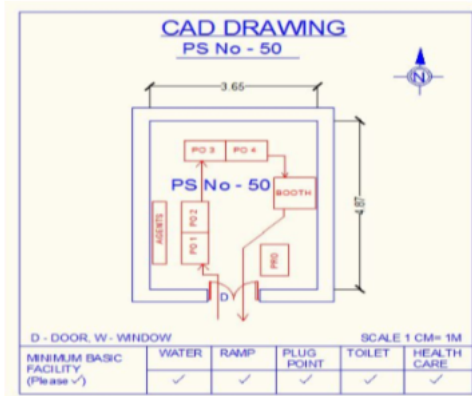 CAD DRAWING
PS No - 50
N
3.65
PO 3 PO 4
PS No - 50
BOOTH
4.87
AGENTS
PO 1 PO 2
PRO
D
D - DOOR, W - WINDOW SCALE 1 CM= 1M
MINIMUM BASIC FACILITY (Please ✓) WATER RAMP PLUG POINT TOILET HEALTH CARE
✓ ✓ ✓ ✓ ✓